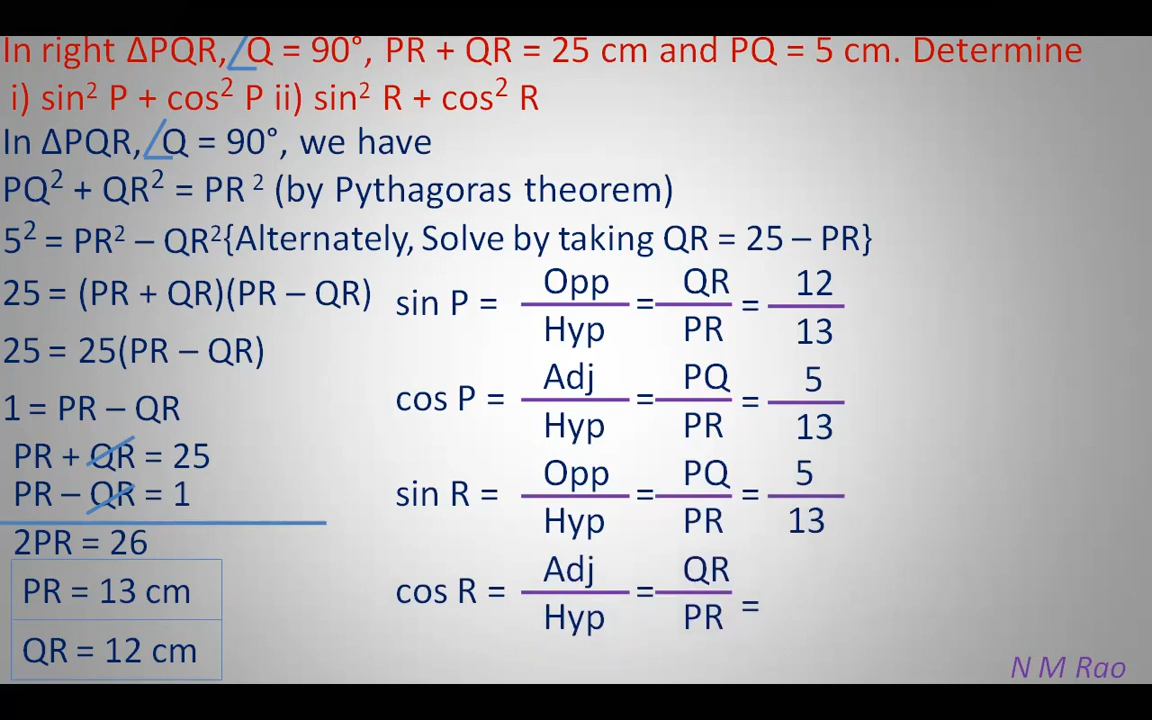 In right ΔPQR,∠Q = 90°, PR + QR = 25 cm and PQ = 5 cm. Determine
i) sin² P + cos² P ii) sin² R + cos² R
In ΔPQR,∠Q = 90°, we have
PQ² + QR² = PR ² (by Pythagoras theorem)
5² = PR² – QR²{Alternately, Solve by taking QR = 25 – PR}
25 = (PR + QR)(PR – QR)
25 = 25(PR – QR)
1 = PR – QR
PR + QR = 25
PR – QR = 1
2PR = 26
PR = 13 cm
QR = 12 cm
sin P = Opp/Hyp = QR/PR = 12/13
cos P = Adj/Hyp = PQ/PR = 5/13
sin R = Opp/Hyp = PQ/PR = 5/13
cos R = Adj/Hyp = QR/PR =
N M Rao